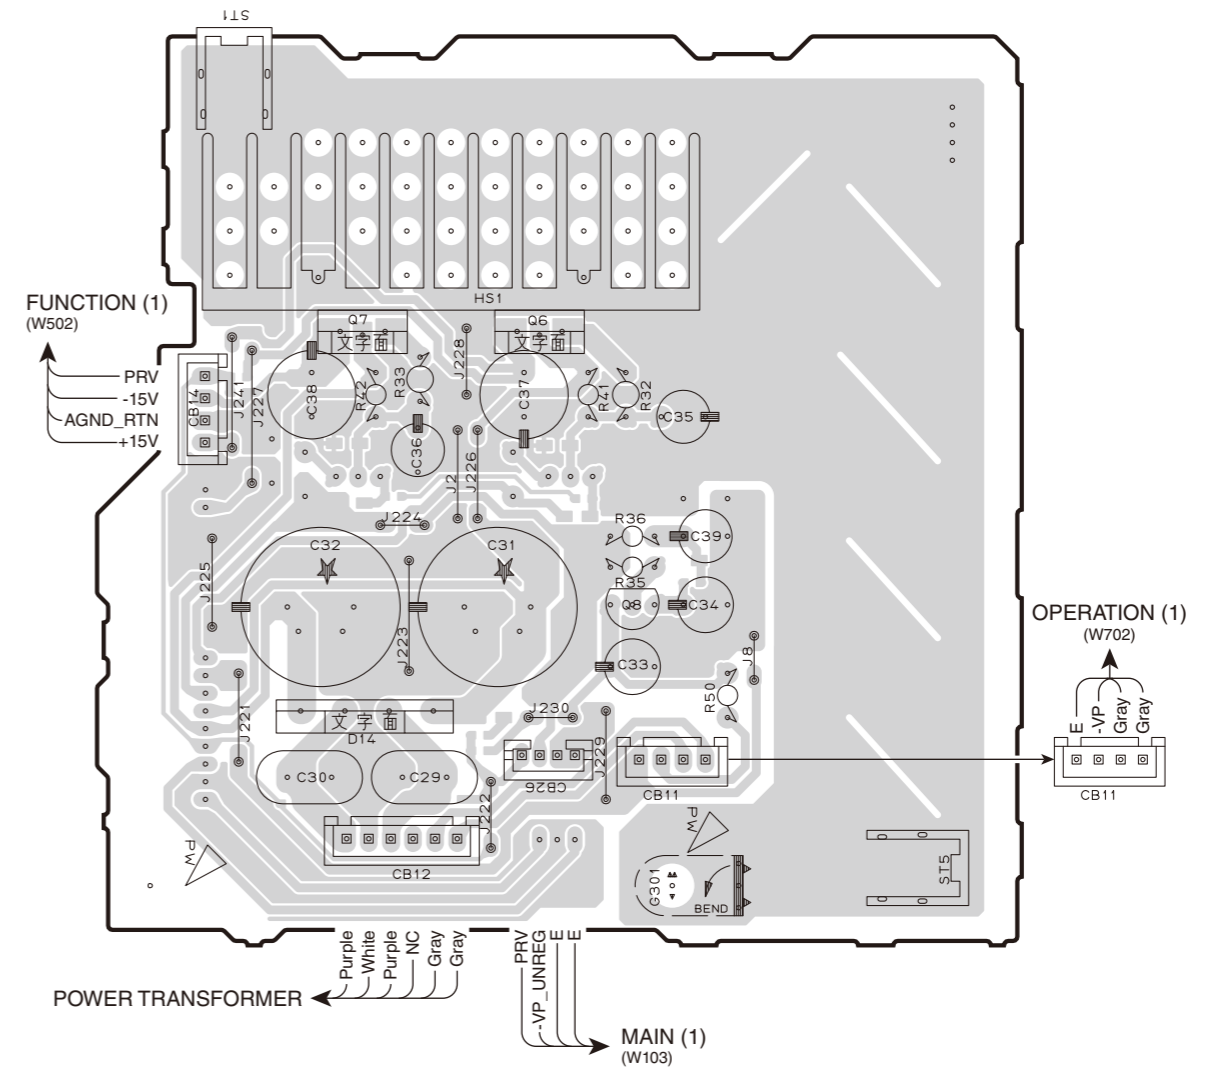 ST1
HS1
FUNCTION (1)
(W502)
PRV
-15V
AGND_RTN
+15V
CB14
J241
J227
Q7
文字面
C38
R42
R33
J228
Q6
文字面
C37
R41
R32
C35
C36
J2
J226
J224
R36
C39
C32
C31
J225
J223
R35
Q8
C34
C33
J8
R50
OPERATION (1)
(W702)
E
-VP
Gray
Gray
CB11
J221
文字面
D14
J230
J229
C30
C29
CB26
CB11
J222
CB12
PW
PW
G301
BEND
ST5
Purple
White
Purple
NC
Gray
Gray
POWER TRANSFORMER
PRV
-VP_UNREG
E
E
MAIN (1)
(W103)